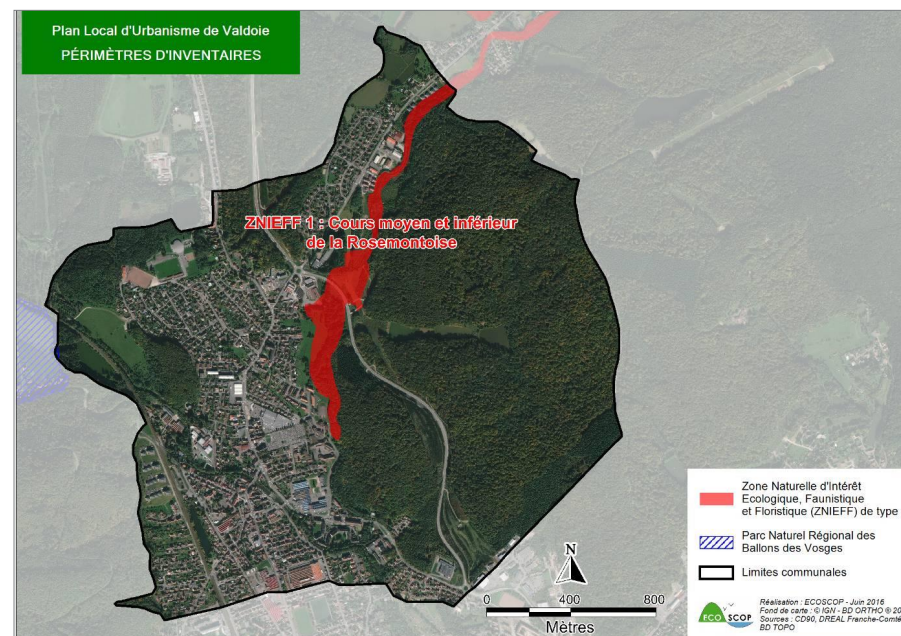 Plan Local d'Urbanisme de Valdoie
PÉRIMÈTRES D'INVENTAIRES
ZNIEFF 1 : Cours moyen et inférieur
de la Rosemontoise
Zone Naturelle d'Intérêt
Ecologique, Faunistique
et Floristique (ZNIEFF) de type
Parc Naturel Régional des
Ballons des Vosges
Limites communales
N
0 400 800
Mètres
ECO SCOP
Réalisation : ECOSCOP - Juin 2016
Fond de carte : © IGN - BD ORTHO ® 20
Sources : CD90, DREAL Franche-Comté
BD TOPO